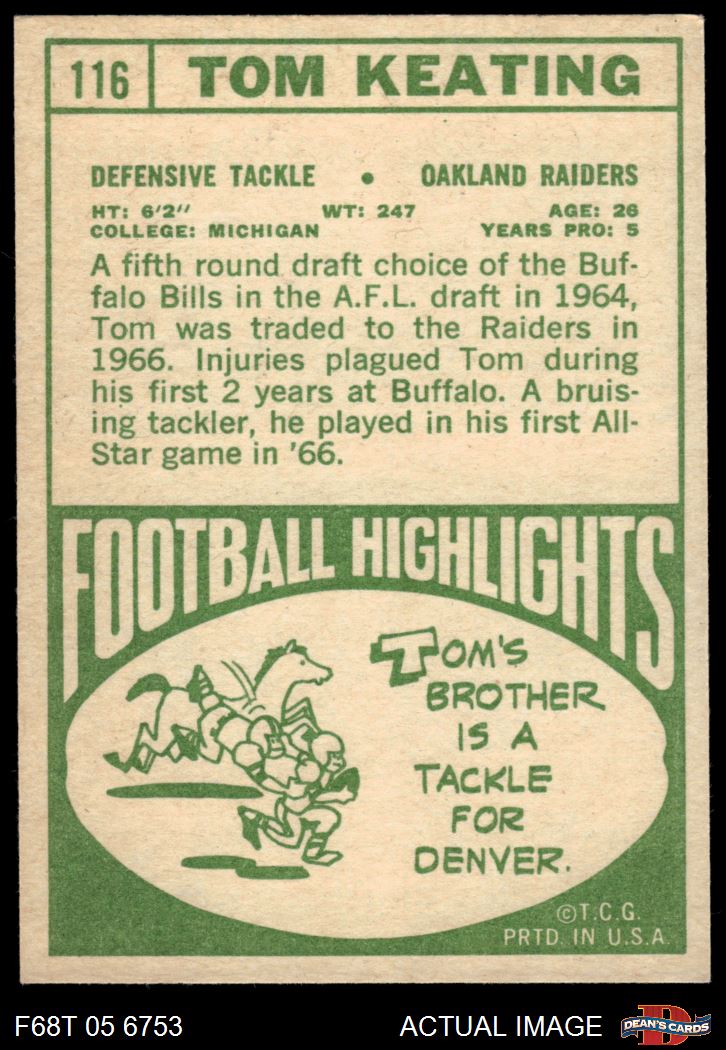 116 TOM KEATING
DEFENSIVE TACKLE • OAKLAND RAIDERS
HT: 6'2" WT: 247 AGE: 26
COLLEGE: MICHIGAN YEARS PRO: 5
A fifth round draft choice of the Buf-
falo Bills in the A.F.L. draft in 1964,
Tom was traded to the Raiders in
1966. Injuries plagued Tom during
his first 2 years at Buffalo. A bruis-
ing tackler, he played in his first All-
Star game in '66.
FOOTBALL HIGHLIGHTS
TOM'S
BROTHER
IS A
TACKLE
FOR
DENVER.
©T.C.G.
PRTD. IN U.S.A.
F68T 05 6753 ACTUAL IMAGE
D
DEAN'S CARDS